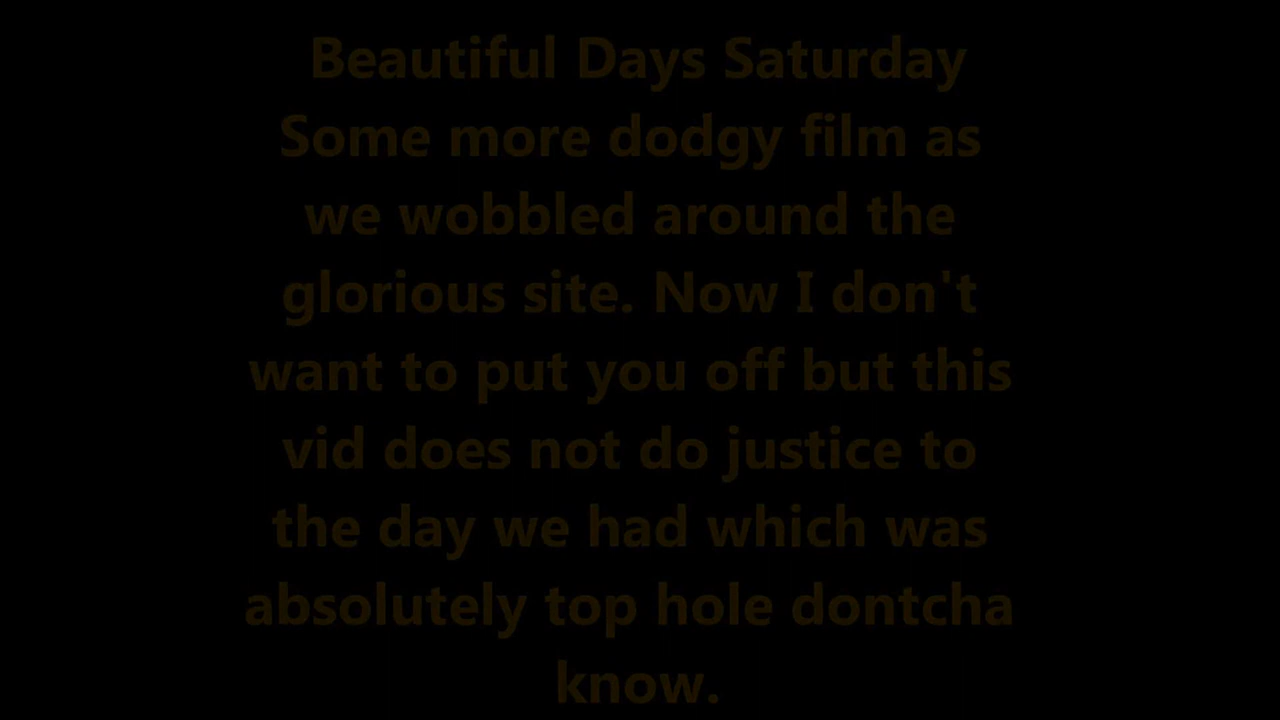 Beautiful Days Saturday
Some more dodgy film as
we wobbled around the
glorious site. Now I don't
want to put you off but this
vid does not do justice to
the day we had which was
absolutely top hole dontcha
know.